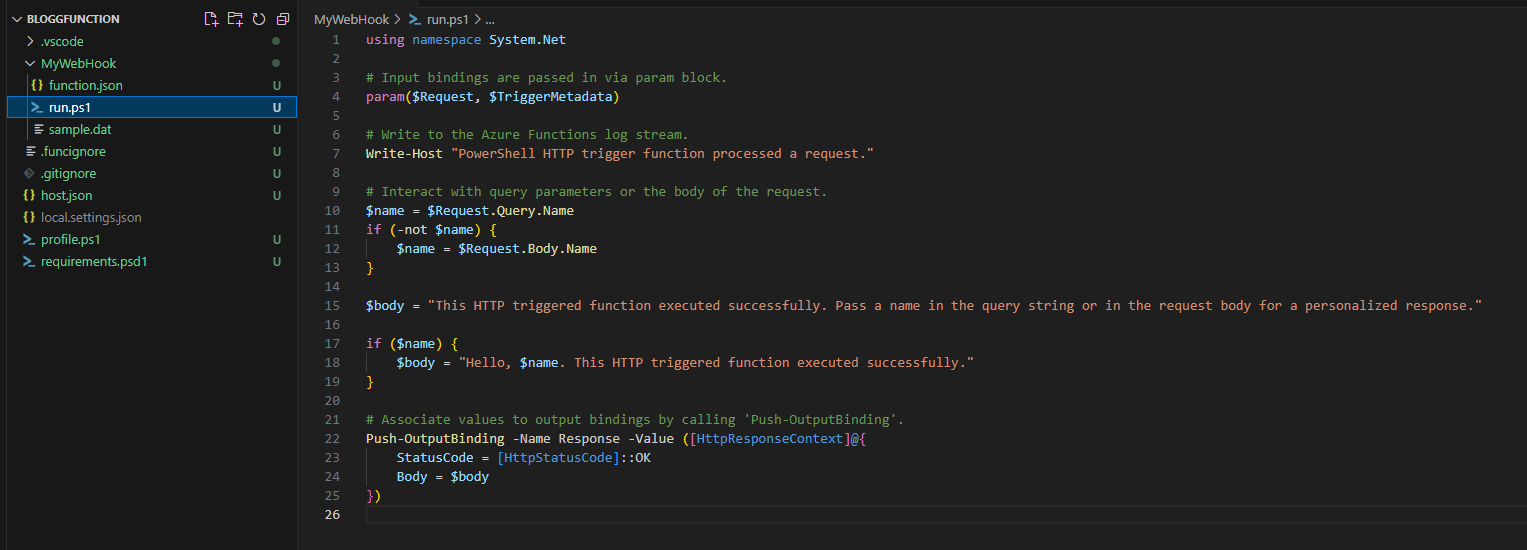 BLOGGFUNCTION
.vscode
MyWebHook
{} function.json U
run.ps1 U
sample.dat U
.funcignore U
.gitignore U
{} host.json U
{} local.settings.json
profile.ps1 U
requirements.psd1 U
MyWebHook > run.ps1 > ...
1 using namespace System.Net
2
3 # Input bindings are passed in via param block.
4 param($Request, $TriggerMetadata)
5
6 # Write to the Azure Functions log stream.
7 Write-Host "PowerShell HTTP trigger function processed a request."
8
9 # Interact with query parameters or the body of the request.
10 $name = $Request.Query.Name
11 if (-not $name) {
12     $name = $Request.Body.Name
13 }
14
15 $body = "This HTTP triggered function executed successfully. Pass a name in the query string or in the request body for a personalized response."
16
17 if ($name) {
18     $body = "Hello, $name. This HTTP triggered function executed successfully."
19 }
20
21 # Associate values to output bindings by calling 'Push-OutputBinding'.
22 Push-OutputBinding -Name Response -Value ([HttpResponseContext]@{
23     StatusCode = [HttpStatusCode]::OK
24     Body = $body
25 })
26